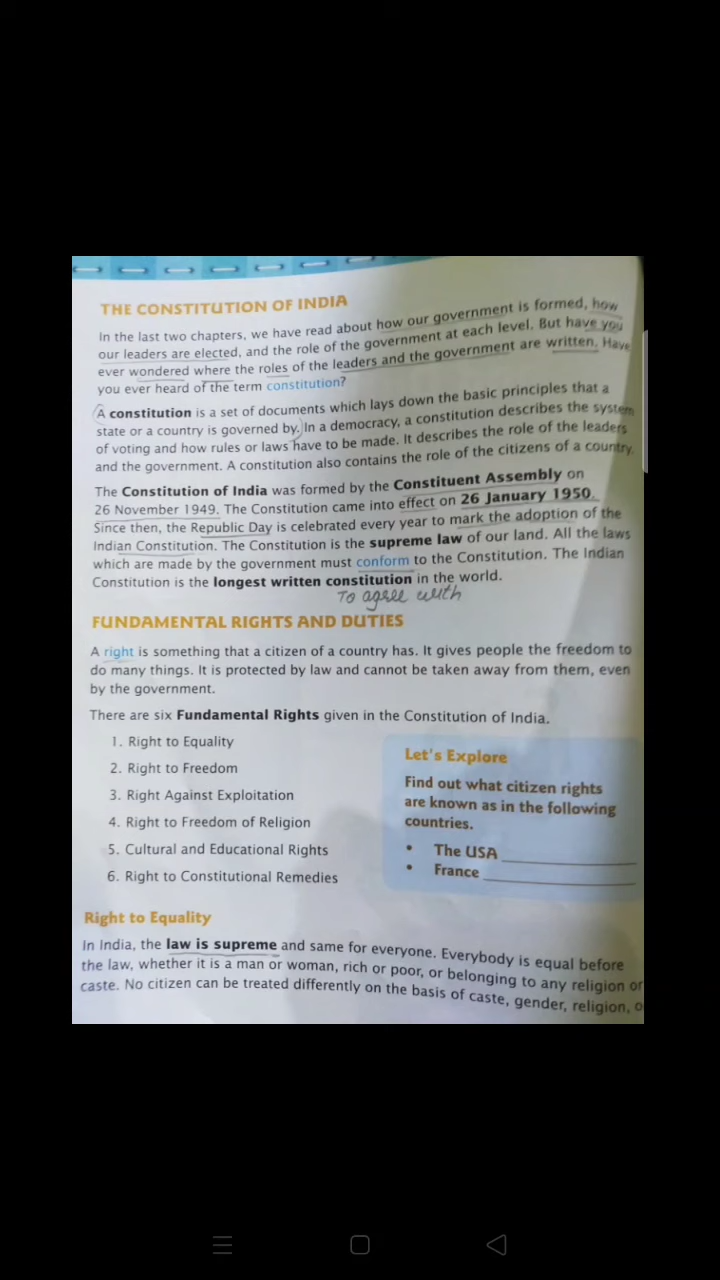 THE CONSTITUTION OF INDIA
In the last two chapters, we have read about how our government is formed, how
our leaders are elected, and the role of the government at each level. But have you
ever wondered where the roles of the leaders and the government are written. Have
you ever heard of the term constitution?
A constitution is a set of documents which lays down the basic principles that a
state or a country is governed by. In a democracy, a constitution describes the system
of voting and how rules or laws have to be made. It describes the role of the leaders
and the government. A constitution also contains the role of the citizens of a country.
The Constitution of India was formed by the Constituent Assembly on
26 November 1949. The Constitution came into effect on 26 January 1950.
Since then, the Republic Day is celebrated every year to mark the adoption of the
Indian Constitution. The Constitution is the supreme law of our land. All the laws
which are made by the government must conform to the Constitution. The Indian
Constitution is the longest written constitution in the world.
To agree with
FUNDAMENTAL RIGHTS AND DUTIES
A right is something that a citizen of a country has. It gives people the freedom to
do many things. It is protected by law and cannot be taken away from them, even
by the government.
There are six Fundamental Rights given in the Constitution of India.
1. Right to Equality
2. Right to Freedom
3. Right Against Exploitation
4. Right to Freedom of Religion
5. Cultural and Educational Rights
6. Right to Constitutional Remedies
Let's Explore
Find out what citizen rights
are known as in the following
countries.
• The USA
• France
Right to Equality
In India, the law is supreme and same for everyone. Everybody is equal before
the law, whether it is a man or woman, rich or poor, or belonging to any religion or
caste. No citizen can be treated differently on the basis of caste, gender, religion,